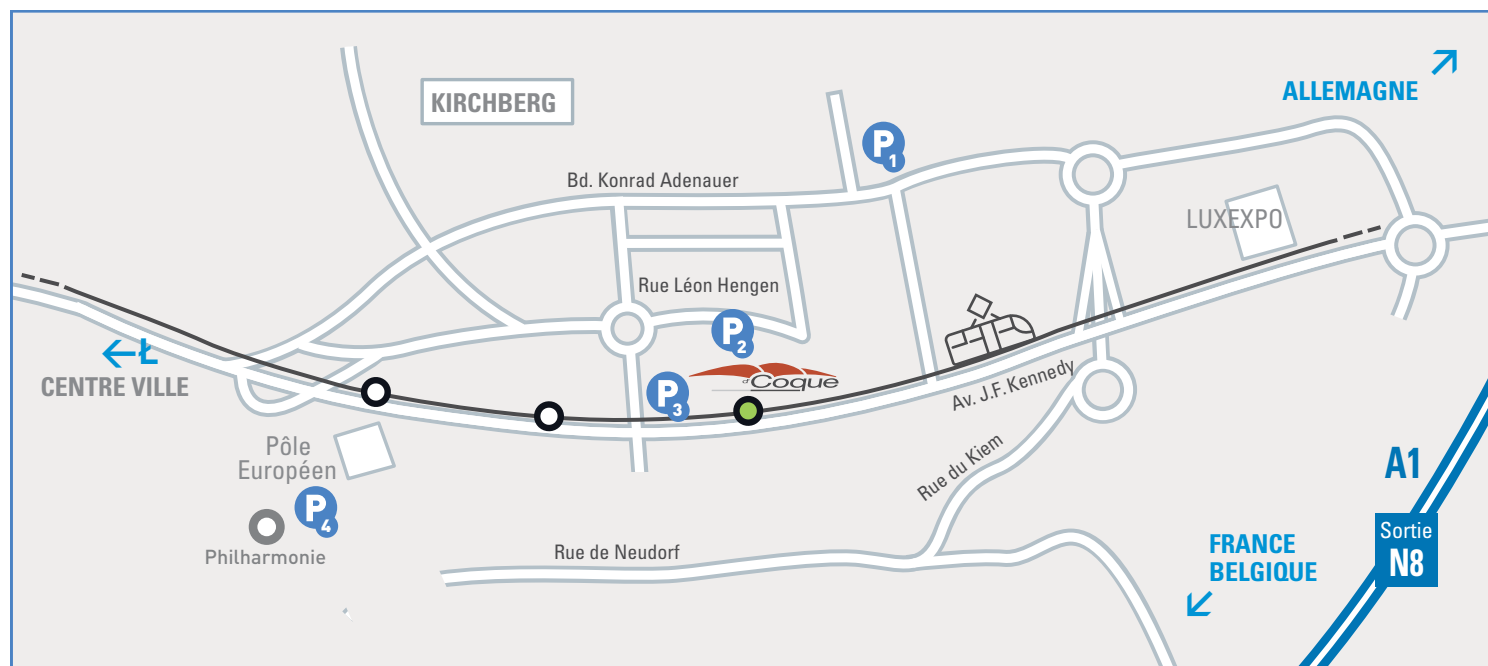 KIRCHBERG
ALLEMAGNE
P1
Bd. Konrad Adenauer
LUXEXPO
Rue Léon Hengen
P2
CENTRE VILLE
d'Coque
P3
Av. J.F. Kennedy
Pôle
Européen
Rue du Kiem
A1
P4
Philharmonie
Rue de Neudorf
Sortie
N8
FRANCE
BELGIQUE